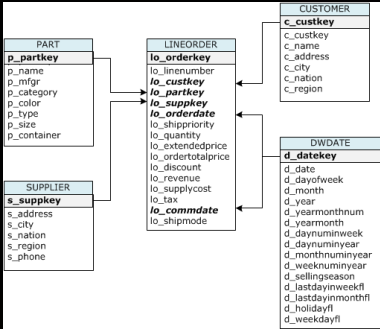 PART
p_partkey
p_name
p_mfgr
p_category
p_color
p_type
p_size
p_container
SUPPLIER
s_suppkey
s_address
s_city
s_nation
s_region
s_phone
LINEORDER
lo_orderkey
lo_linenumber
lo_custkey
lo_partkey
lo_suppkey
lo_orderdate
lo_shippriority
lo_quantity
lo_extendedprice
lo_ordertotalprice
lo_discount
lo_revenue
lo_supplycost
lo_tax
lo_commdate
lo_shipmode
CUSTOMER
c_custkey
c_custkey
c_name
c_address
c_city
c_nation
c_region
DWDATE
d_datekey
d_date
d_dayofweek
d_month
d_year
d_yearmonthnum
d_yearmonth
d_daynuminweek
d_daynuminyear
d_monthnuminyear
d_weeknuminyear
d_sellingseason
d_lastdayinweekfl
d_lastdayinmonthfl
d_holidayfl
d_weekdayfl